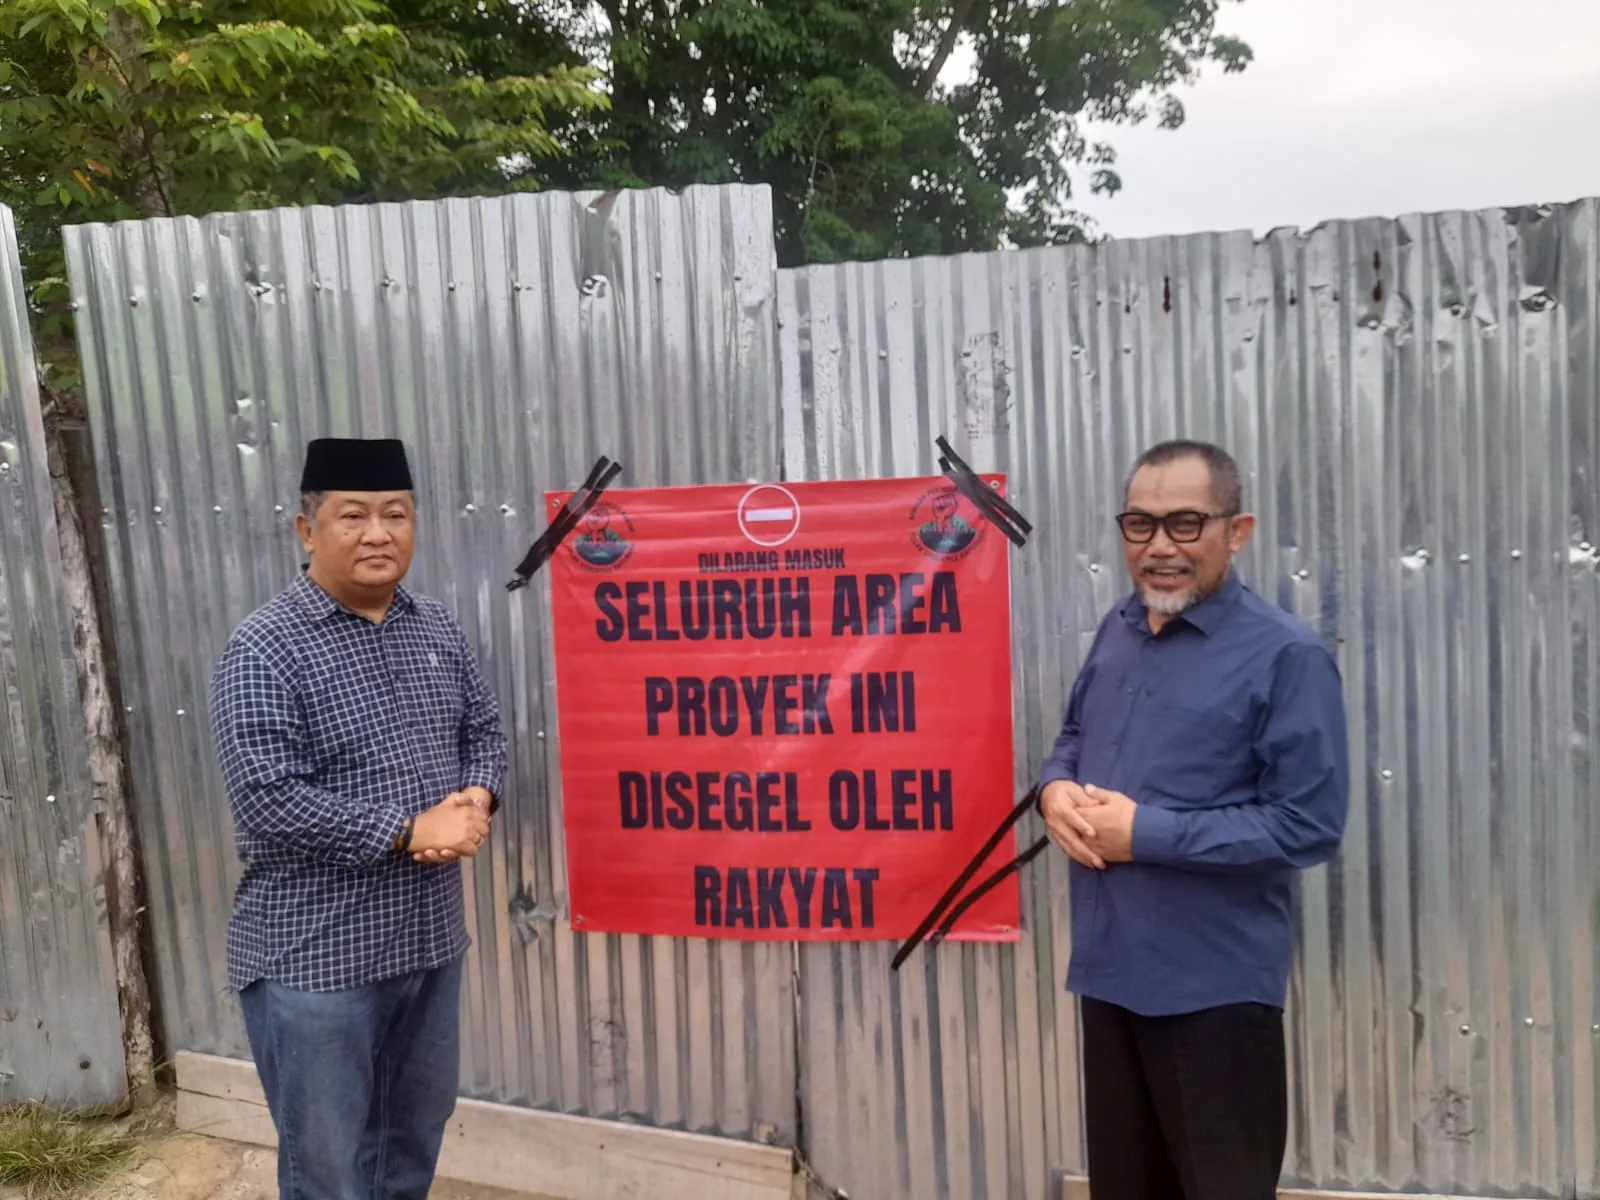 DILARANG MASUK
SELURUH AREA
PROYEK INI
DISEGEL OLEH
RAKYAT